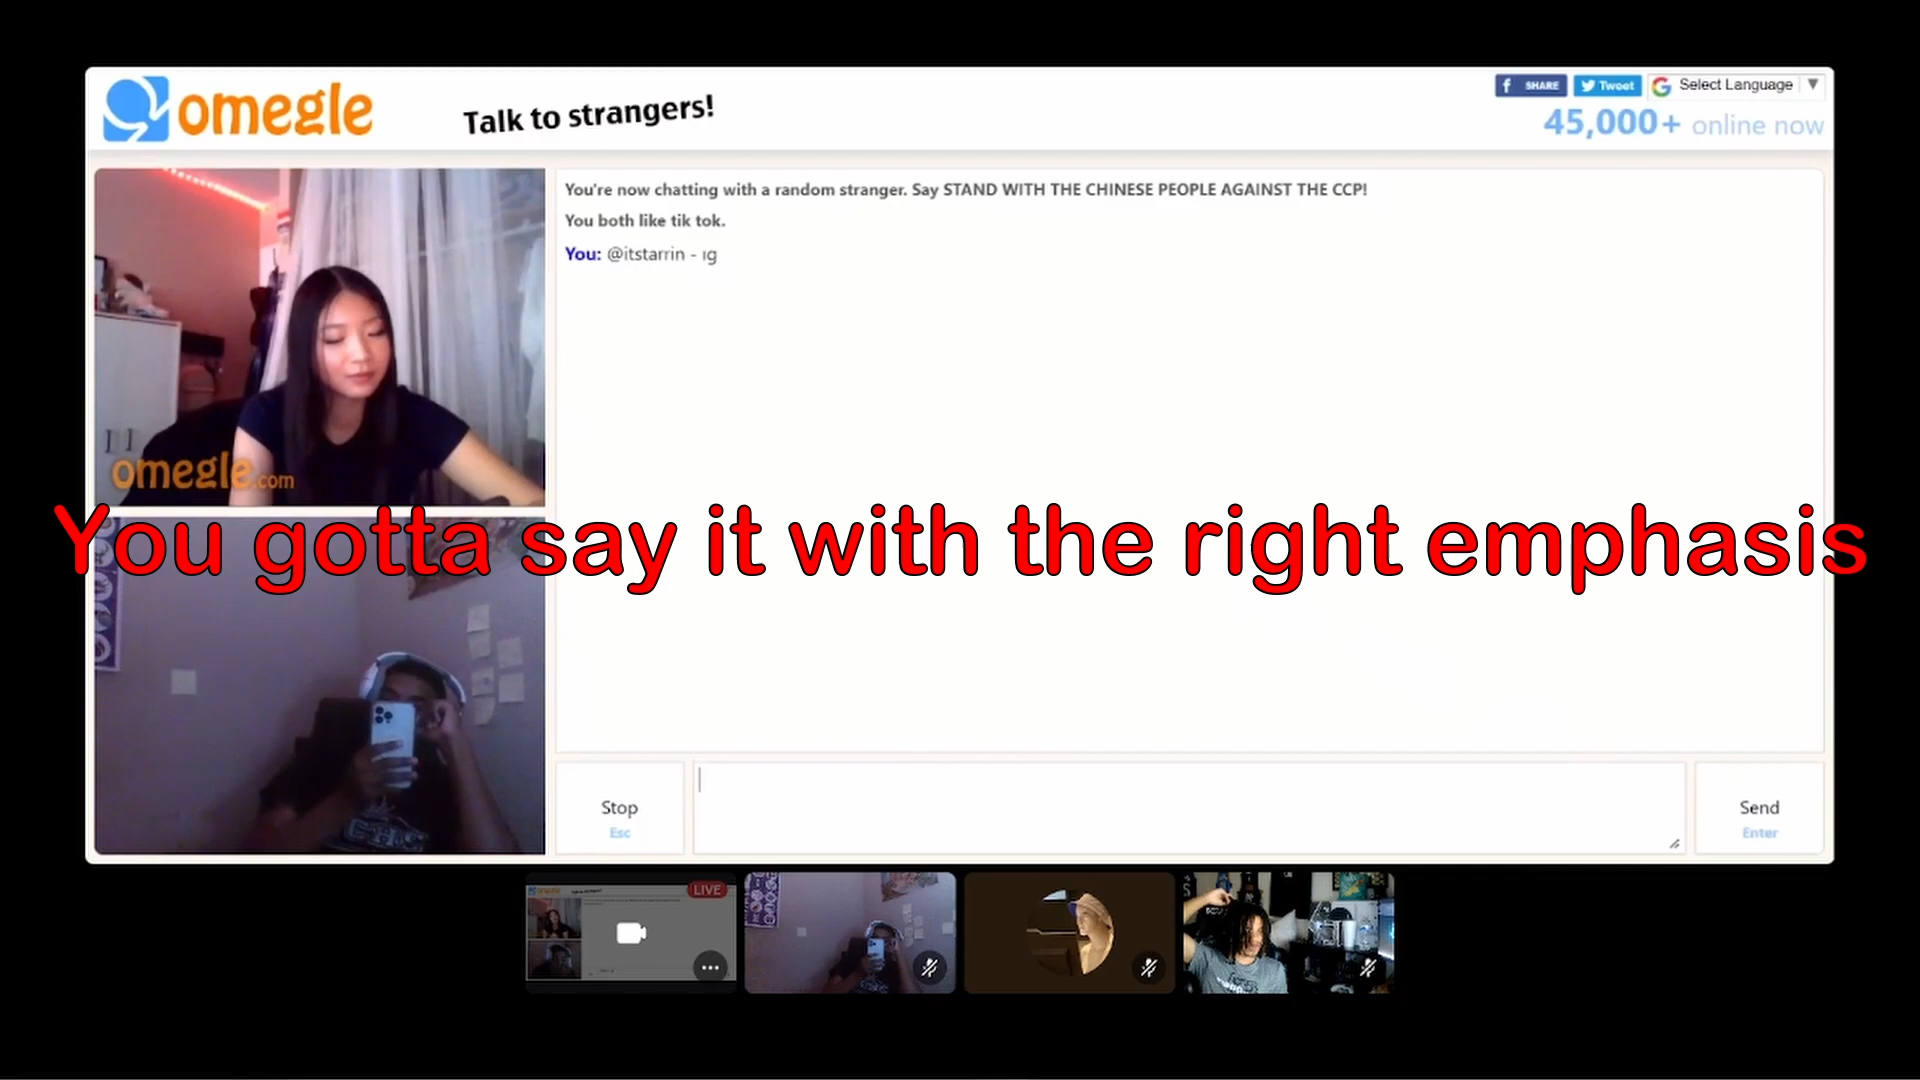 omegle
Talk to strangers!
SHARE
Tweet
Select Language
45,000+ online now
You're now chatting with a random stranger. Say STAND WITH THE CHINESE PEOPLE AGAINST THE CCP!
You both like tik tok.
You: @itstarrin - ig
omegle.com
You gotta say it with the right emphasis
Stop
Esc
Send
Enter
LIVE